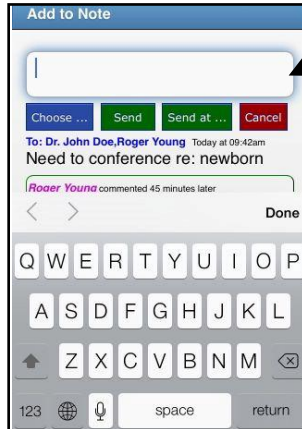 Add to Note
Choose ... Send Send at ... Cancel
To: Dr. John Doe,Roger Young Today at 09:42am
Need to conference re: newborn
Roger Young commented 45 minutes later
< > Done
Q W E R T Y U I O P
A S D F G H J K L
Z X C V B N M
123 space return